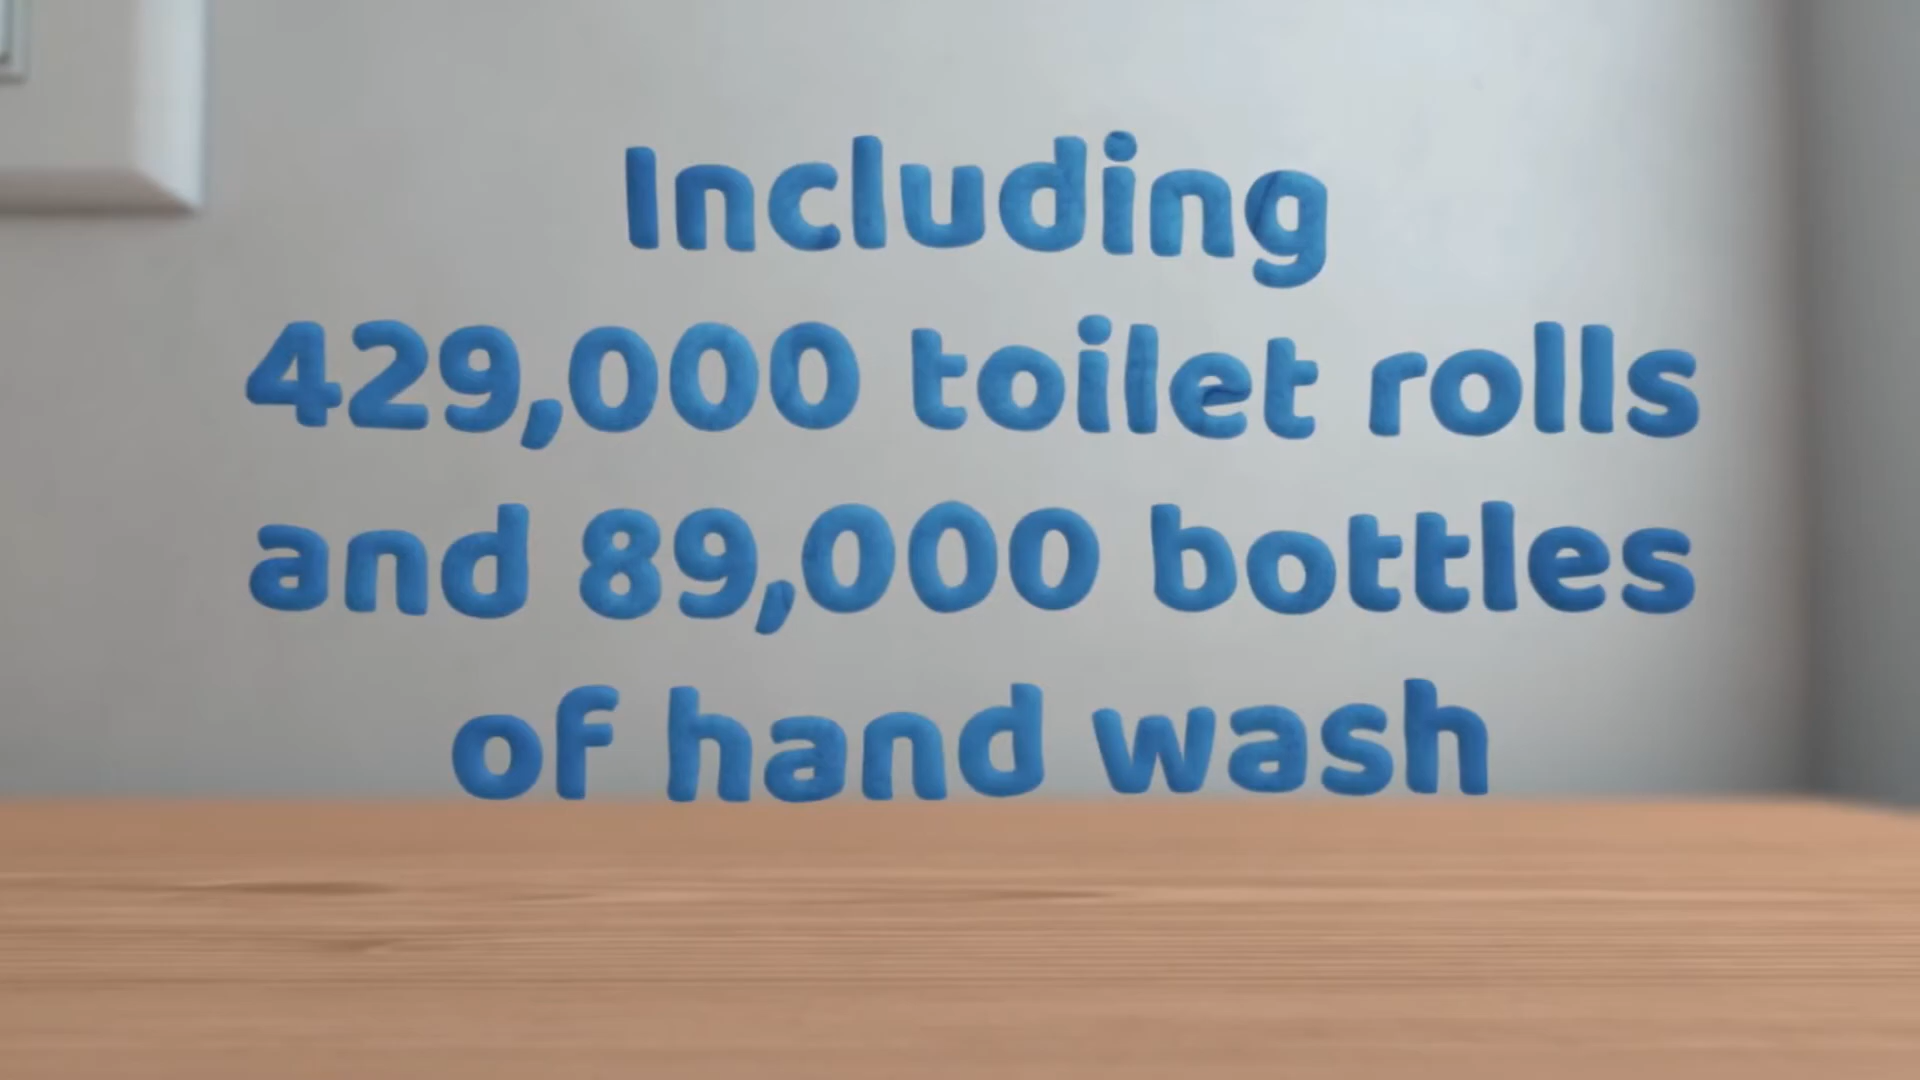 Including
429,000 toilet rolls
and 89,000 bottles
of hand wash